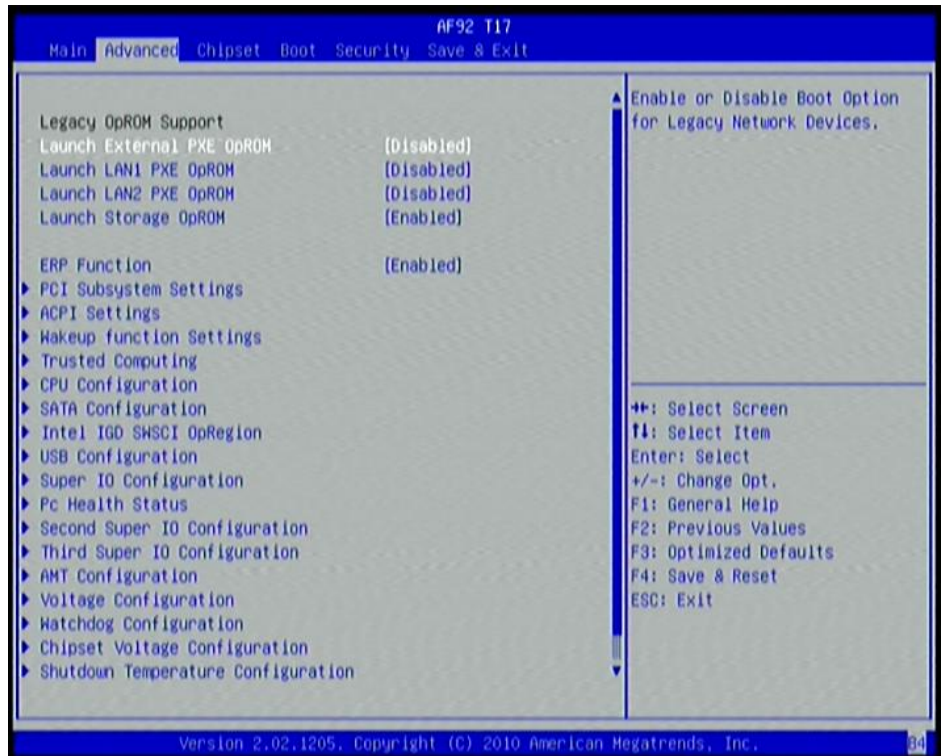 AF92 T17
Main Advanced Chipset Boot Security Save & Exit
Legacy OpROM Support
Launch External PXE OpROM [Disabled]
Launch LAN1 PXE OpROM [Disabled]
Launch LAN2 PXE OpROM [Disabled]
Launch Storage OpROM [Enabled]
ERP Function [Enabled]
PCI Subsystem Settings
ACPI Settings
Wakeup function Settings
Trusted Computing
CPU Configuration
SATA Configuration
Intel IGD SWSCI OpRegion
USB Configuration
Super IO Configuration
Pc Health Status
Second Super IO Configuration
Third Super IO Configuration
AMT Configuration
Voltage Configuration
Watchdog Configuration
Chipset Voltage Configuration
Shutdown Temperature Configuration
Enable or Disable Boot Option
for Legacy Network Devices.
→←: Select Screen
↑↓: Select Item
Enter: Select
+/-: Change Opt.
F1: General Help
F2: Previous Values
F3: Optimized Defaults
F4: Save & Reset
ESC: Exit
Version 2.02.1205. Copyright (C) 2010 American Megatrends, Inc.
B4